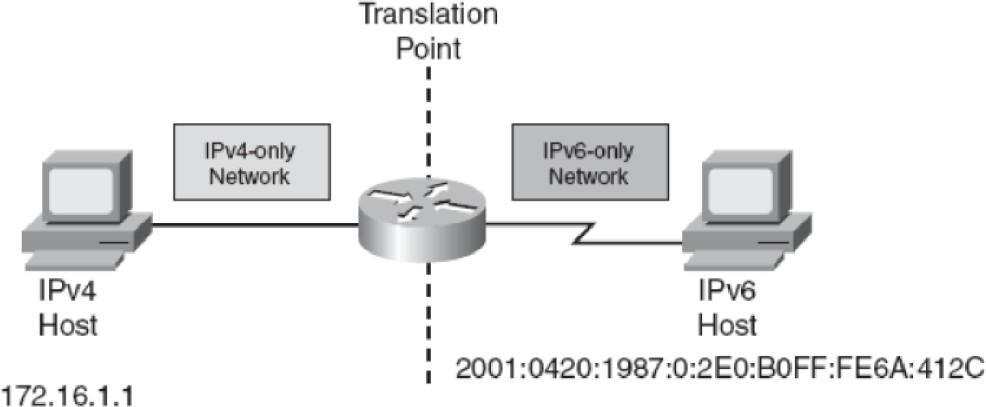 Translation
Point
IPv4-only
Network
IPv6-only
Network
IPv4
Host
IPv6
Host
172.16.1.1
2001:0420:1987:0:2E0:B0FF:FE6A:412C